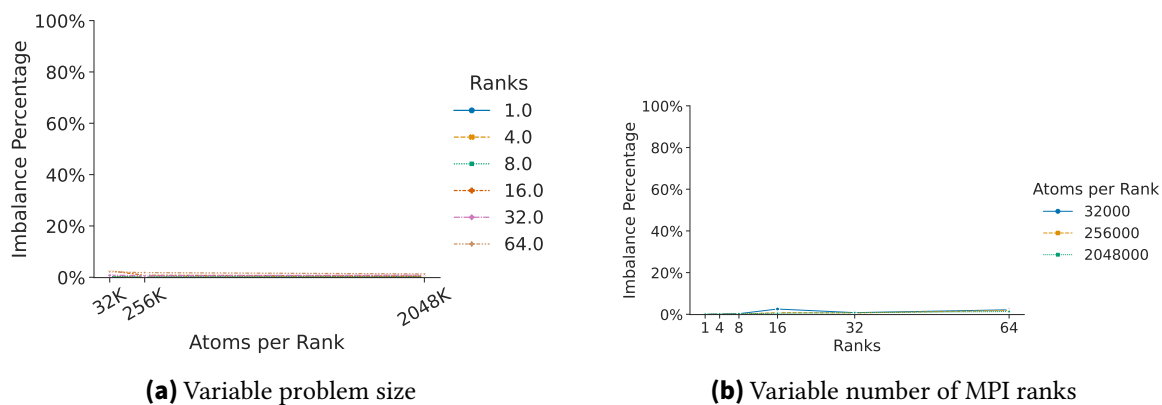 100%
80%
60%
40%
20%
0%
Imbalance Percentage
32K
256K
2048K
Atoms per Rank
Ranks
1.0
4.0
8.0
16.0
32.0
64.0
(a) Variable problem size
100%
80%
60%
40%
20%
0%
Imbalance Percentage
1 4 8 16 32 64
Ranks
Atoms per Rank
32000
256000
2048000
(b) Variable number of MPI ranks